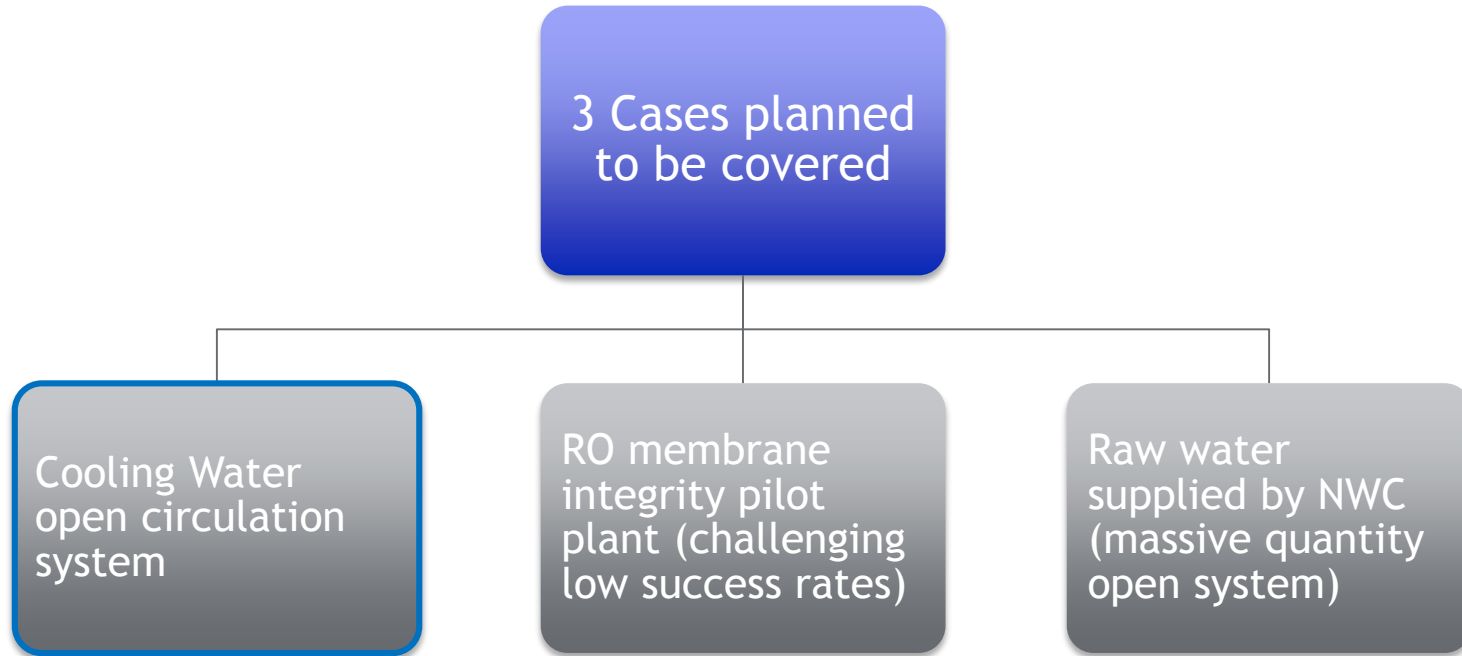 3 Cases planned
to be covered
Cooling Water
open circulation
system
RO membrane
integrity pilot
plant (challenging
low success rates)
Raw water
supplied by NWC
(massive quantity
open system)